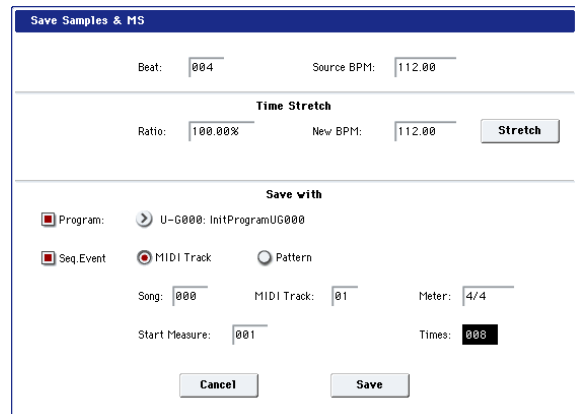 Save Samples & MS
Beat: 004 Source BPM: 112.00
Time Stretch
Ratio: 100.00% New BPM: 112.00 Stretch
Save with
Program: U-G000: InitProgramUG000
Seq.Event MIDI Track Pattern
Song: 000 MIDI Track: 01 Meter: 4/4
Start Measure: 001 Times: 008
Cancel Save